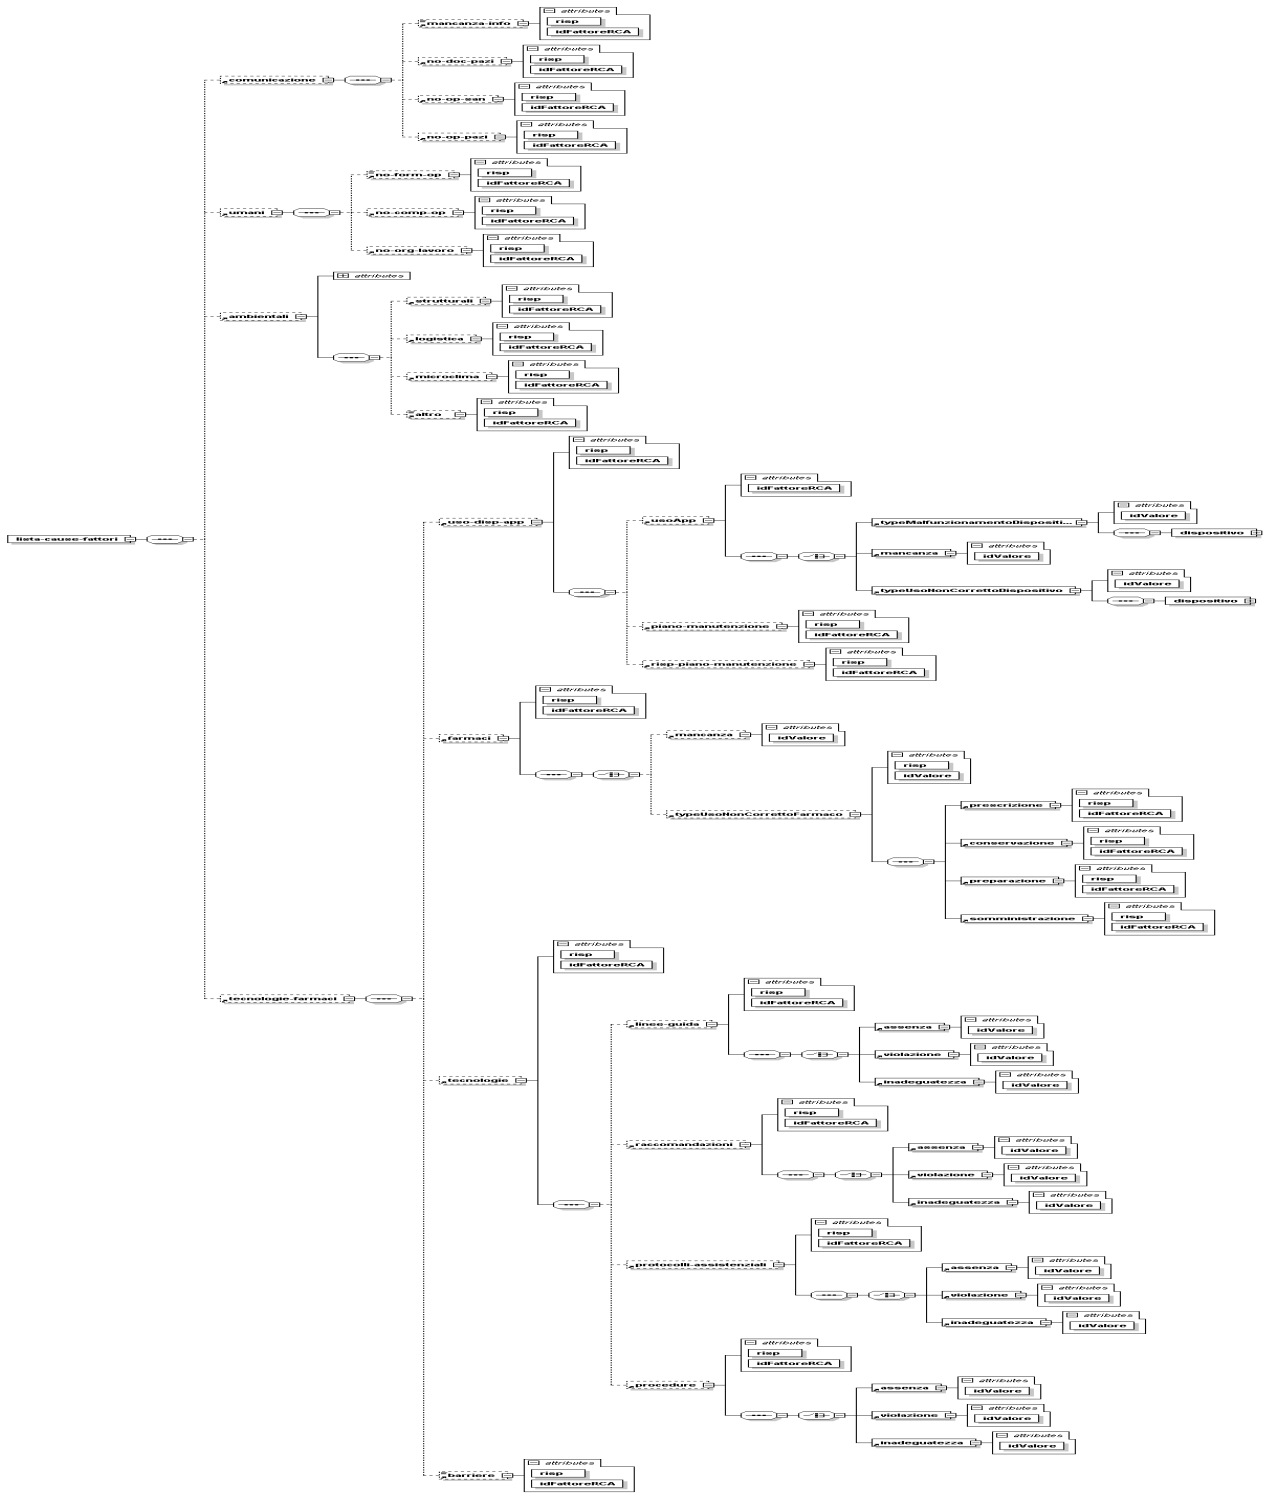 attributes
mancanza-info
risp
idFattoreRCA
attributes
no-doc-pazi
risp
idFattoreRCA
comunicazione
attributes
no-op-san
risp
idFattoreRCA
attributes
no-op-pazi
risp
idFattoreRCA
attributes
no-form-op
risp
idFattoreRCA
umani
attributes
no-comp-op
risp
idFattoreRCA
attributes
no-org-lavoro
risp
idFattoreRCA
attributes
ambientali
attributes
strutturali
risp
idFattoreRCA
attributes
logistica
risp
idFattoreRCA
attributes
microclima
risp
idFattoreRCA
attributes
altro
risp
idFattoreRCA
lista-cause-fattori
attributes
risp
idFattoreRCA
uso-disp-app
attributes
idFattoreRCA
usoApp
attributes
typeMalfunzionamentoDispositi...
idValore
dispositivo
attributes
mancanza
idValore
attributes
typeUsoNonCorrettoDispositivo
idValore
dispositivo
attributes
piano-manutenzione
risp
idFattoreRCA
attributes
risp-piano-manutenzione
risp
idFattoreRCA
attributes
risp
idFattoreRCA
farmaci
attributes
mancanza
idValore
attributes
risp
idValore
typeUsoNonCorrettoFarmaco
attributes
prescrizione
risp
idFattoreRCA
attributes
conservazione
risp
idFattoreRCA
attributes
preparazione
risp
idFattoreRCA
attributes
somministrazione
risp
idFattoreRCA
tecnologie-farmaci
attributes
risp
idFattoreRCA
tecnologie
attributes
risp
idFattoreRCA
linee-guida
attributes
assenza
idValore
attributes
violazione
idValore
attributes
inadeguatezza
idValore
attributes
risp
idFattoreRCA
raccomandazioni
attributes
assenza
idValore
attributes
violazione
idValore
attributes
inadeguatezza
idValore
attributes
risp
idFattoreRCA
protocolli-assistenziali
attributes
assenza
idValore
attributes
violazione
idValore
attributes
inadeguatezza
idValore
attributes
risp
idFattoreRCA
procedure
attributes
assenza
idValore
attributes
violazione
idValore
attributes
inadeguatezza
idValore
attributes
barriere
risp
idFattoreRCA